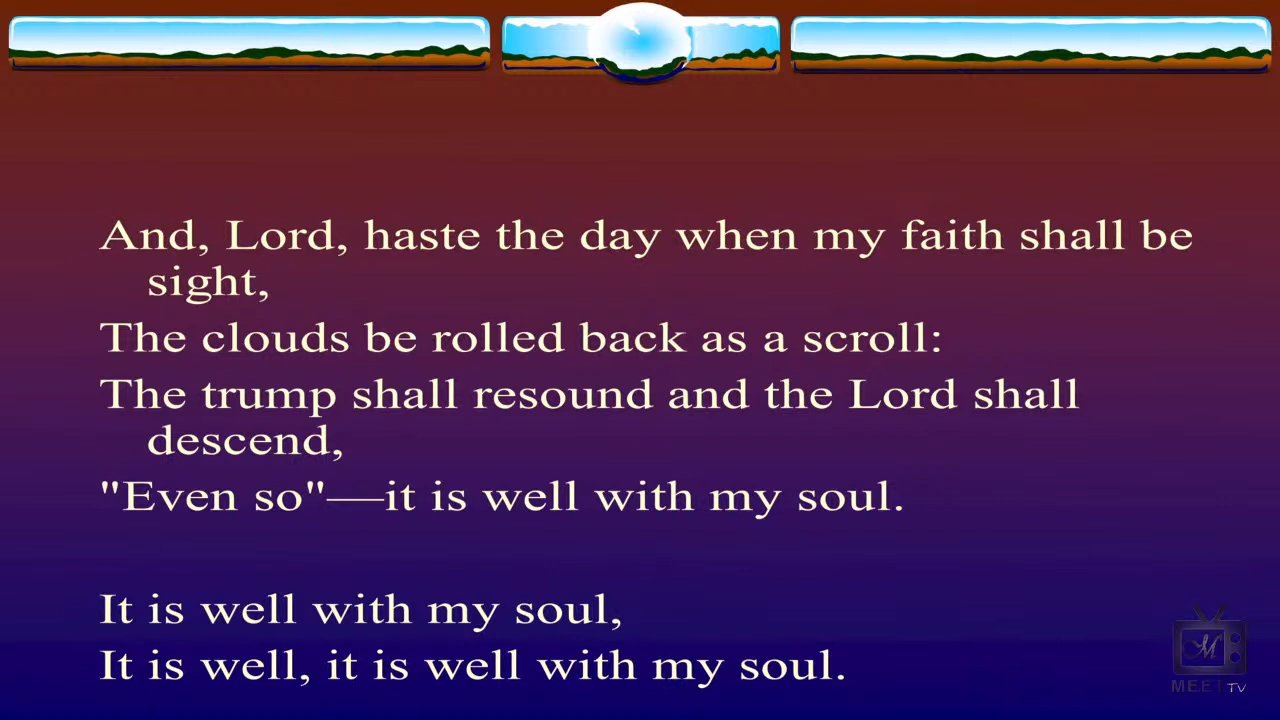 And, Lord, haste the day when my faith shall be
sight,
The clouds be rolled back as a scroll:
The trump shall resound and the Lord shall
descend,
"Even so"—it is well with my soul.
It is well with my soul,
It is well, it is well with my soul.
M
MEET TV